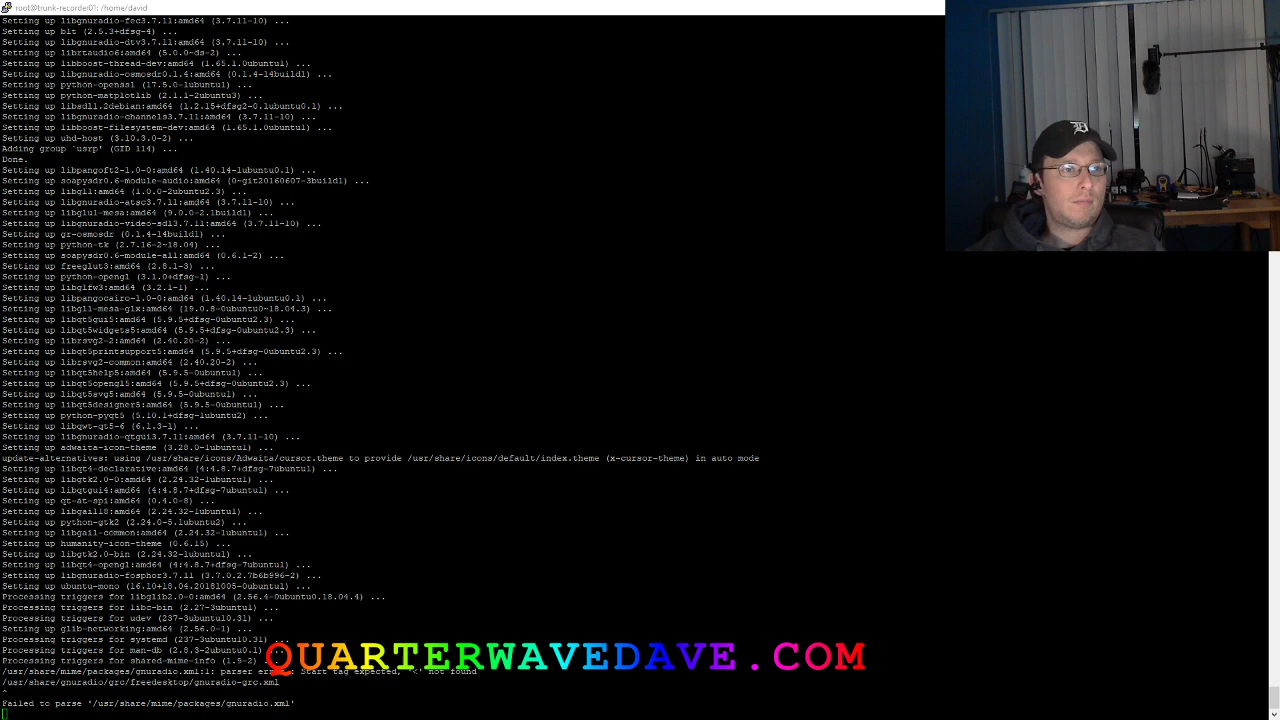 root@trunk-recorder01: /home/david
Setting up libgnuradio-fec3.7.11:amd64 (3.7.11-10) ...
Setting up blt (2.5.3+dfsg-4) ...
Setting up libgnuradio-dtv3.7.11:amd64 (3.7.11-10) ...
Setting up librtaudio6:amd64 (5.0.0~ds-2) ...
Setting up libboost-thread-dev:amd64 (1.65.1.0ubuntu1) ...
Setting up libgnuradio-osmosdr0.1.4:amd64 (0.1.4-14build1) ...
Setting up python-openssl (17.5.0-1ubuntu1) ...
Setting up python-matplotlib (2.1.1-2ubuntu3) ...
Setting up libsdl1.2debian:amd64 (1.2.15+dfsg2-0.1ubuntu0.1) ...
Setting up libgnuradio-channels3.7.11:amd64 (3.7.11-10) ...
Setting up libboost-filesystem-dev:amd64 (1.65.1.0ubuntu1) ...
Setting up uhd-host (3.10.3.0-2) ...
Adding group `usrp' (GID 114) ...
Done.
Setting up libpangoft2-1.0-0:amd64 (1.40.14-1ubuntu0.1) ...
Setting up soapysdr0.6-module-audio:amd64 (0~git20160607-3build1) ...
Setting up libgl1:amd64 (1.0.0-2ubuntu2.3) ...
Setting up libgnuradio-atsc3.7.11:amd64 (3.7.11-10) ...
Setting up libglu1-mesa:amd64 (9.0.0-2.1build1) ...
Setting up libgnuradio-video-sdl3.7.11:amd64 (3.7.11-10) ...
Setting up gr-osmosdr (0.1.4-14build1) ...
Setting up python-tk (2.7.16-2~18.04) ...
Setting up soapysdr0.6-module-all:amd64 (0.6.1-2) ...
Setting up freeglut3:amd64 (2.8.1-3) ...
Setting up python-opengl (3.1.0+dfsg-1) ...
Setting up libglfw3:amd64 (3.2.1-1) ...
Setting up libpangocairo-1.0-0:amd64 (1.40.14-1ubuntu0.1) ...
Setting up libgl1-mesa-glx:amd64 (19.0.8-0ubuntu0~18.04.3) ...
Setting up libqt5gui5:amd64 (5.9.5+dfsg-0ubuntu2.3) ...
Setting up libqt5widgets5:amd64 (5.9.5+dfsg-0ubuntu2.3) ...
Setting up librsvg2-2:amd64 (2.40.20-2) ...
Setting up libqt5printsupport5:amd64 (5.9.5+dfsg-0ubuntu2.3) ...
Setting up librsvg2-common:amd64 (2.40.20-2) ...
Setting up libqt5help5:amd64 (5.9.5-0ubuntu1) ...
Setting up libqt5opengl5:amd64 (5.9.5+dfsg-0ubuntu2.3) ...
Setting up libqt5svg5:amd64 (5.9.5-0ubuntu1) ...
Setting up libqt5designer5:amd64 (5.9.5-0ubuntu1) ...
Setting up python-pyqt5 (5.10.1+dfsg-1ubuntu2) ...
Setting up libqwt-qt5-6 (6.1.3-1) ...
Setting up libgnuradio-qtgui3.7.11:amd64 (3.7.11-10) ...
Setting up adwaita-icon-theme (3.28.0-1ubuntu1) ...
update-alternatives: using /usr/share/icons/Adwaita/cursor.theme to provide /usr/share/icons/default/index.theme (x-cursor-theme) in auto mode
Setting up libqt4-declarative:amd64 (4:4.8.7+dfsg-7ubuntu1) ...
Setting up libgtk2.0-0:amd64 (2.24.32-1ubuntu1) ...
Setting up libqtgui4:amd64 (4:4.8.7+dfsg-7ubuntu1) ...
Setting up qt-at-spi:amd64 (0.4.0-8) ...
Setting up libgail18:amd64 (2.24.32-1ubuntu1) ...
Setting up python-gtk2 (2.24.0-5.1ubuntu2) ...
Setting up libgail-common:amd64 (2.24.32-1ubuntu1) ...
Setting up humanity-icon-theme (0.6.15) ...
Setting up libgtk2.0-bin (2.24.32-1ubuntu1) ...
Setting up libqt4-opengl:amd64 (4:4.8.7+dfsg-7ubuntu1) ...
Setting up libgnuradio-fosphor3.7.11 (3.7.0.2.7b6b996-2) ...
Setting up ubuntu-mono (16.10+18.04.20181005-0ubuntu1) ...
Processing triggers for libglib2.0-0:amd64 (2.56.4-0ubuntu0.18.04.4) ...
Processing triggers for libc-bin (2.27-3ubuntu1) ...
Processing triggers for udev (237-3ubuntu10.31) ...
Setting up glib-networking:amd64 (2.56.0-1) ...
Processing triggers for systemd (237-3ubuntu10.31) ...
Processing triggers for man-db (2.8.3-2ubuntu0.1) ...
Processing triggers for shared-mime-info (1.9-2) ...
QUARTERWAVEDAVE.COM
/usr/share/mime/packages/gnuradio.xml:1: parser Start tag expected, '<' not found
/usr/share/gnuradio/grc/freedesktop/gnuradio-grc.xml
^
Failed to parse '/usr/share/mime/packages/gnuradio.xml'